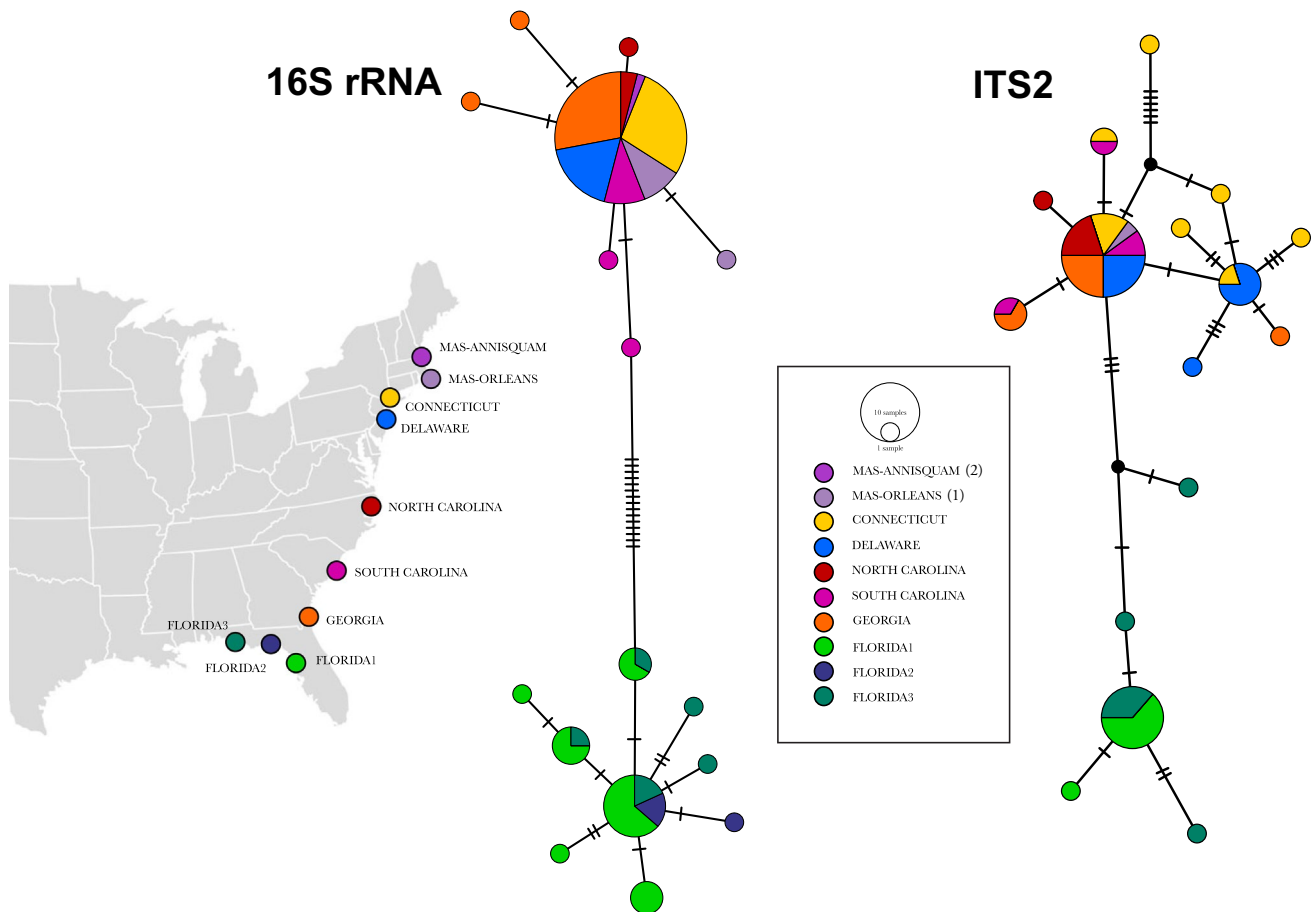 16S rRNA
ITS2
MAS-ANNISQUAM
MAS-ORLEANS
CONNECTICUT
DELAWARE
NORTH CAROLINA
SOUTH CAROLINA
GEORGIA
FLORIDA3
FLORIDA2
FLORIDA1
10 samples
1 sample
MAS-ANNISQUAM (2)
MAS-ORLEANS (1)
CONNECTICUT
DELAWARE
NORTH CAROLINA
SOUTH CAROLINA
GEORGIA
FLORIDA1
FLORIDA2
FLORIDA3